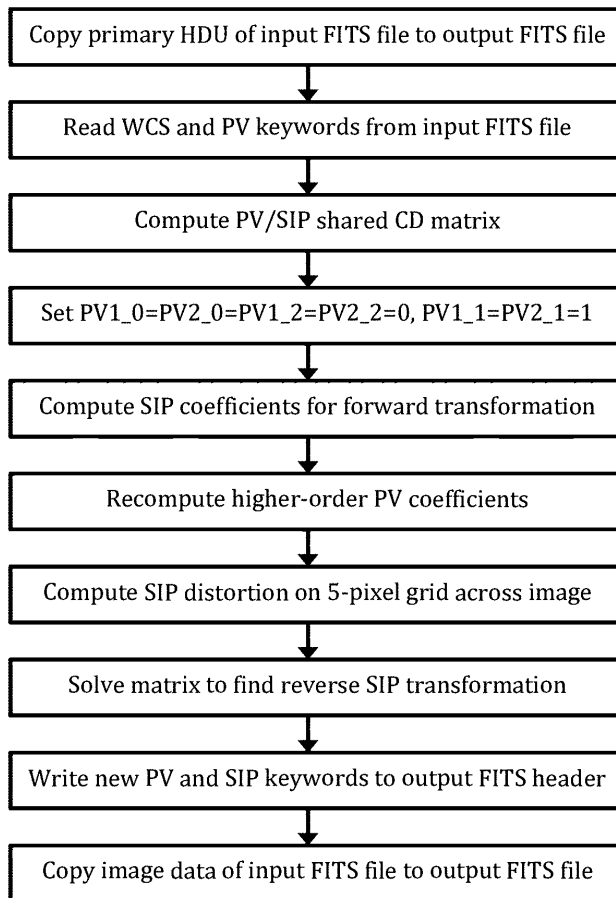 Copy primary HDU of input FITS file to output FITS file
Read WCS and PV keywords from input FITS file
Compute PV/SIP shared CD matrix
Set PV1_0=PV2_0=PV1_2=PV2_2=0, PV1_1=PV2_1=1
Compute SIP coefficients for forward transformation
Recompute higher-order PV coefficients
Compute SIP distortion on 5-pixel grid across image
Solve matrix to find reverse SIP transformation
Write new PV and SIP keywords to output FITS header
Copy image data of input FITS file to output FITS file